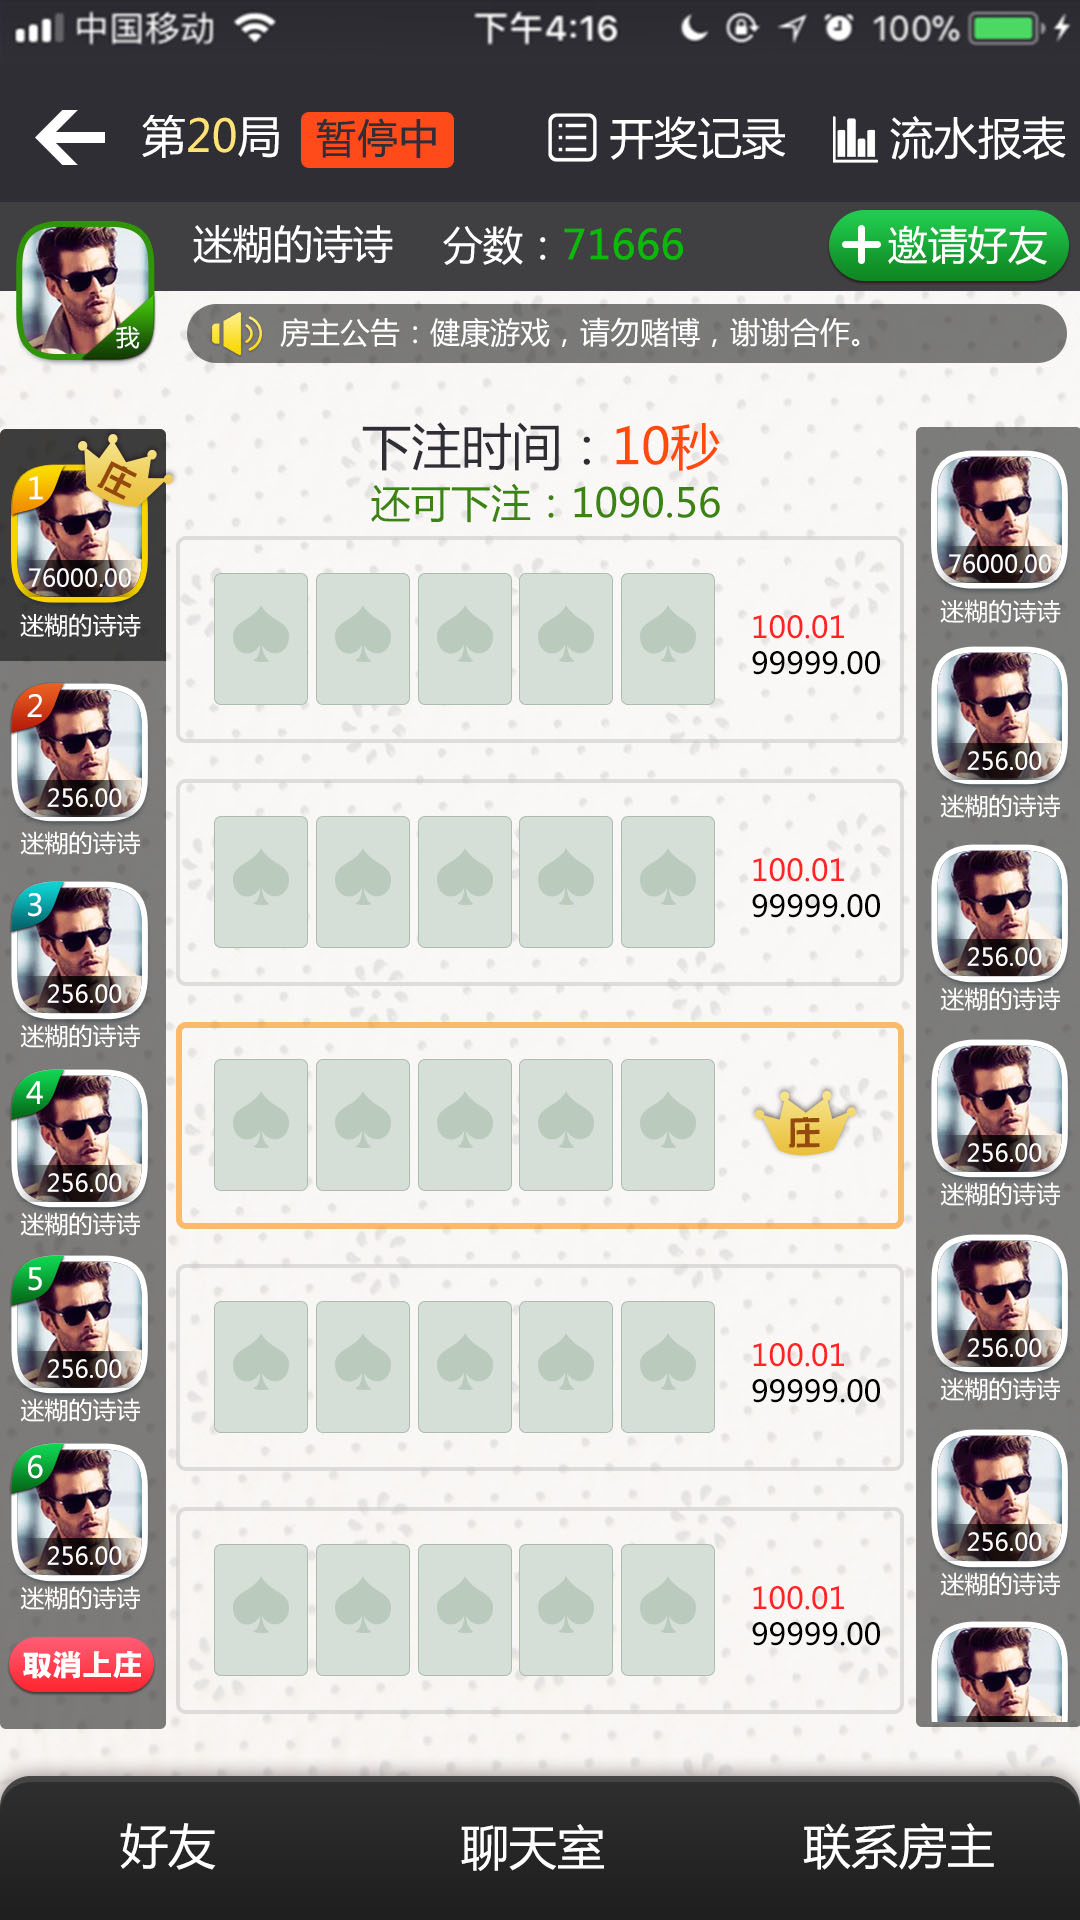 中国移动 下午4:16 100%
第20局 暂停中 开奖记录 流水报表
迷糊的诗诗 分数：71666 邀请好友
我
房主公告：健康游戏，请勿赌博，谢谢合作。
下注时间：10秒
还可下注：1090.56
1 庄
76000.00
迷糊的诗诗
2
256.00
迷糊的诗诗
3
256.00
迷糊的诗诗
4
256.00
迷糊的诗诗
5
256.00
迷糊的诗诗
6
256.00
迷糊的诗诗
取消上庄
100.01
99999.00
100.01
99999.00
庄
100.01
99999.00
100.01
99999.00
76000.00
迷糊的诗诗
256.00
迷糊的诗诗
256.00
迷糊的诗诗
256.00
迷糊的诗诗
256.00
迷糊的诗诗
256.00
迷糊的诗诗
好友 聊天室 联系房主